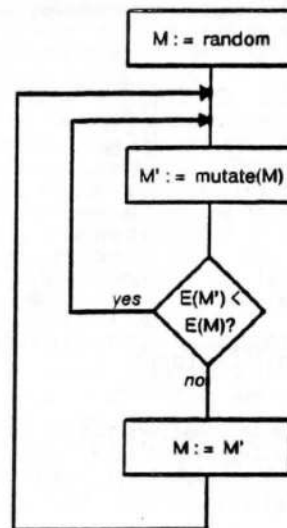 M := random
M' := mutate(M)
E(M') <
E(M)?
yes
no
M := M'